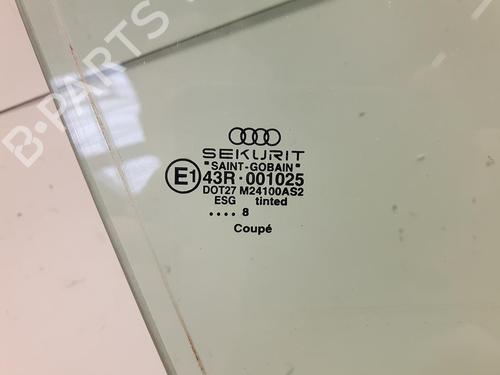 SEKURIT
"SAINT-GOBAIN"
E1 43R·001025
DOT27 M24100AS2
ESG tinted
.... 8
Coupé
B-PARTS